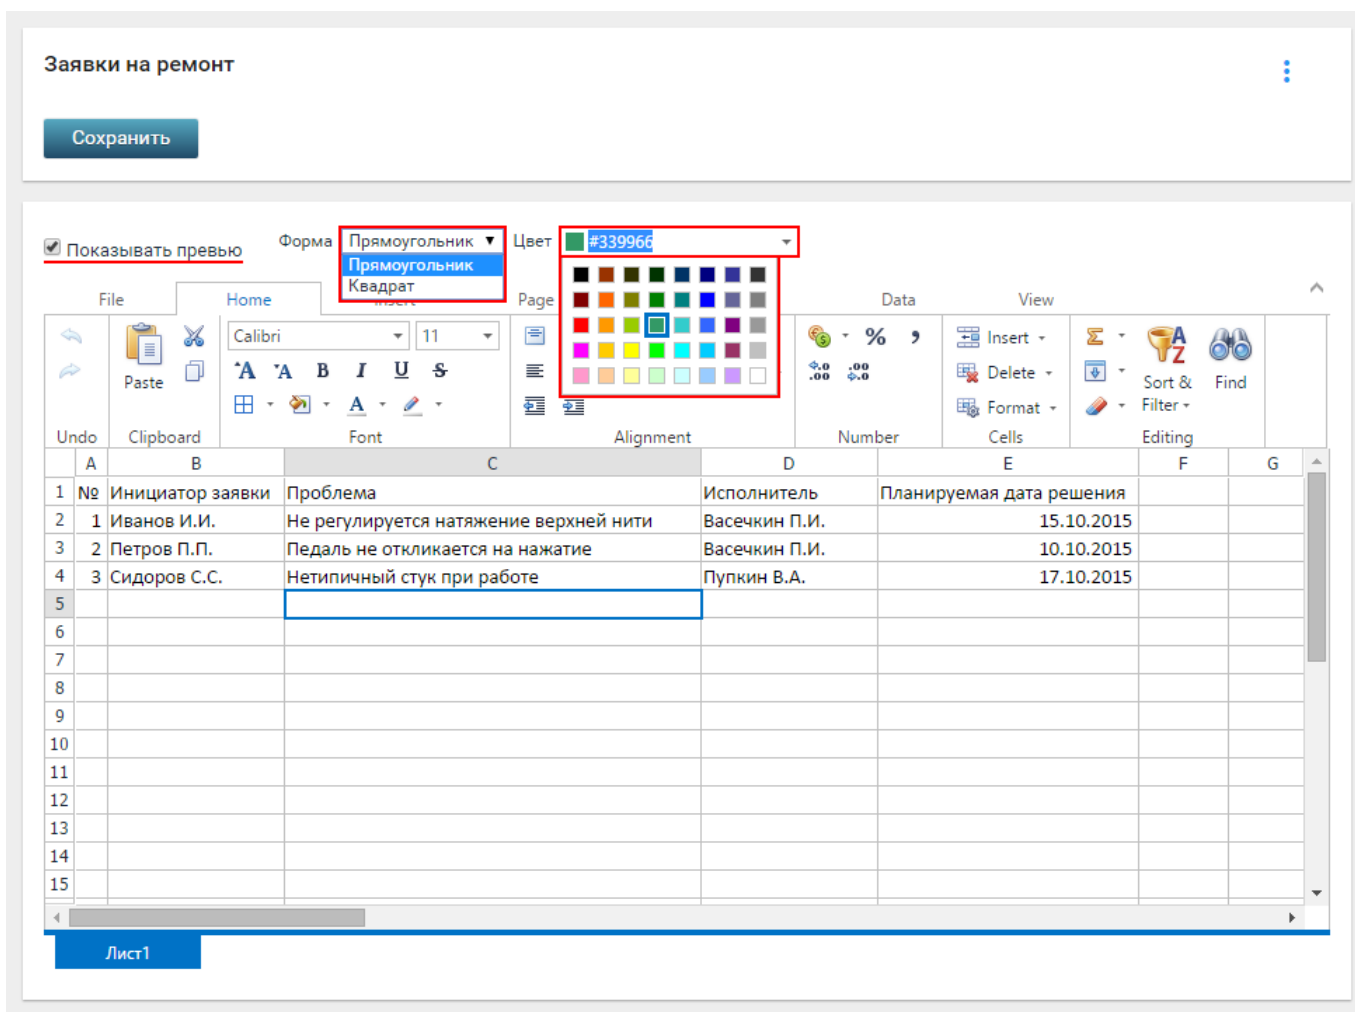 Заявки на ремонт
Сохранить
Показывать превью Форма Прямоугольник Цвет #339966
Прямоугольник
Квадрат
File Home Insert Page Data View
Calibri 11
% Insert
Paste Delete Sort & Filter Find
Format
Undo Clipboard Font Alignment Number Cells Editing
A B C D E F G
1 № Инициатор заявки Проблема Исполнитель Планируемая дата решения
2 1 Иванов И.И. Не регулируется натяжение верхней нити Васечкин П.И. 15.10.2015
3 2 Петров П.П. Педаль не откликается на нажатие Васечкин П.И. 10.10.2015
4 3 Сидоров С.С. Нетипичный стук при работе Пупкин В.А. 17.10.2015
5
6
7
8
9
10
11
12
13
14
15
Лист1